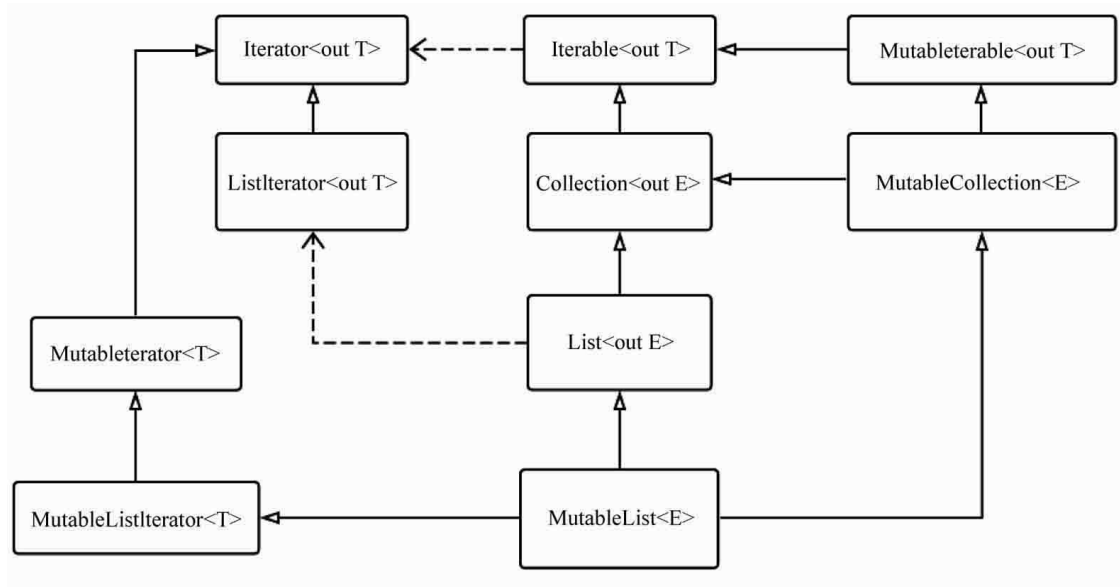 Iterator<out T>
Iterable<out T>
Mutableterable<out T>
ListIterator<out T>
Collection<out E>
MutableCollection<E>
List<out E>
Mutableterator<T>
MutableListIterator<T>
MutableList<E>